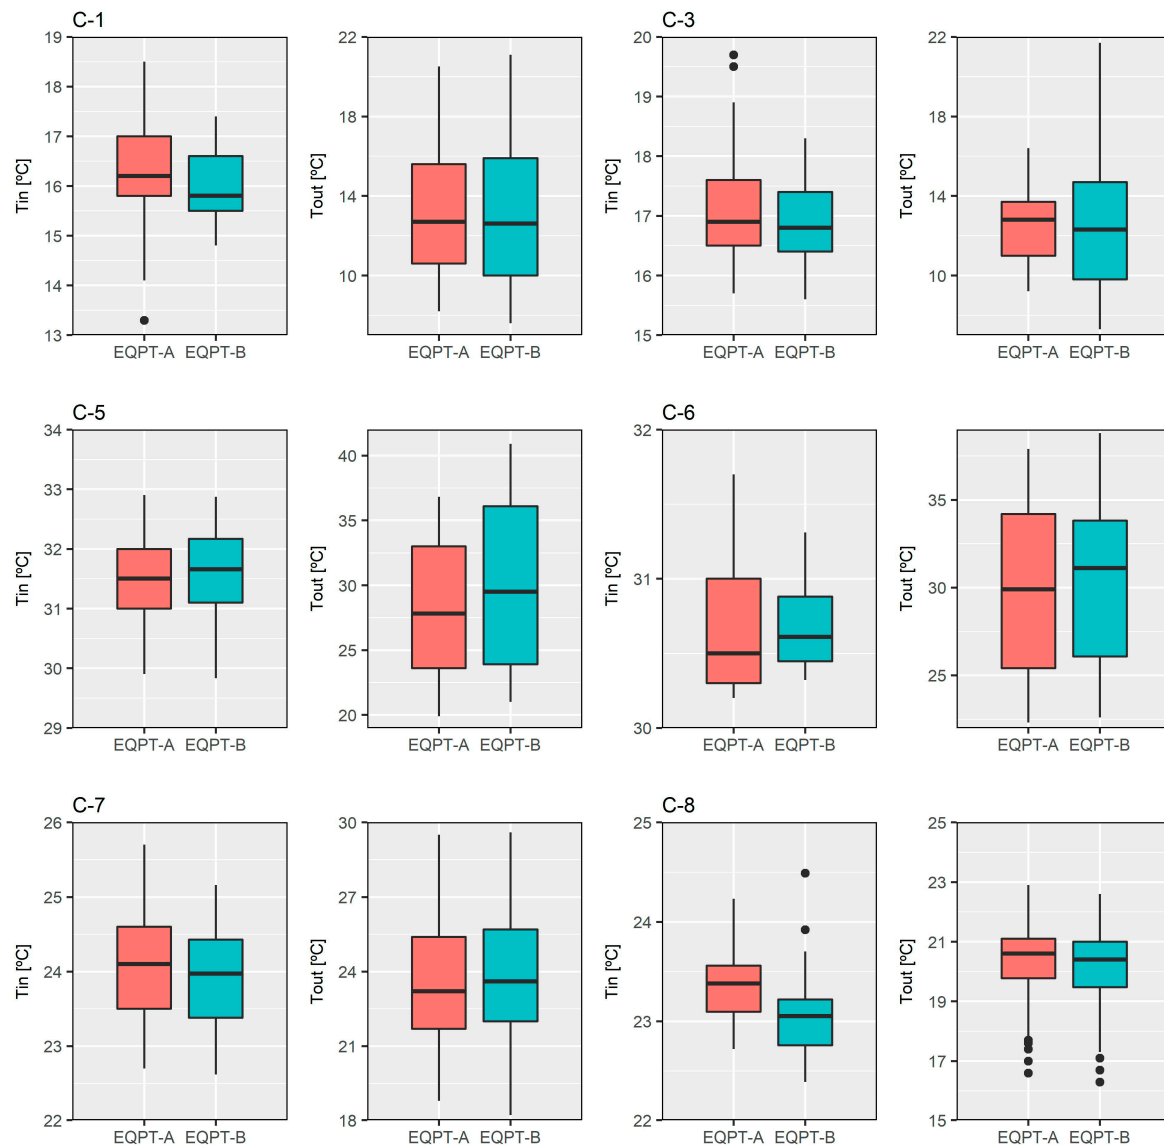 C-1
C-3
Tin [ºC]
19
18
17
16
15
14
13
EQPT-A EQPT-B
Tout [ºC]
22
18
14
10
EQPT-A EQPT-B
Tin [ºC]
20
19
18
17
16
15
EQPT-A EQPT-B
Tout [ºC]
22
18
14
10
EQPT-A EQPT-B
C-5
C-6
Tin [ºC]
34
33
32
31
30
29
EQPT-A EQPT-B
Tout [ºC]
40
35
30
25
20
EQPT-A EQPT-B
Tin [ºC]
32
31
30
EQPT-A EQPT-B
Tout [ºC]
35
30
25
EQPT-A EQPT-B
C-7
C-8
Tin [ºC]
26
25
24
23
22
EQPT-A EQPT-B
Tout [ºC]
30
27
24
21
18
EQPT-A EQPT-B
Tin [ºC]
25
24
23
22
EQPT-A EQPT-B
Tout [ºC]
25
23
21
19
17
15
EQPT-A EQPT-B